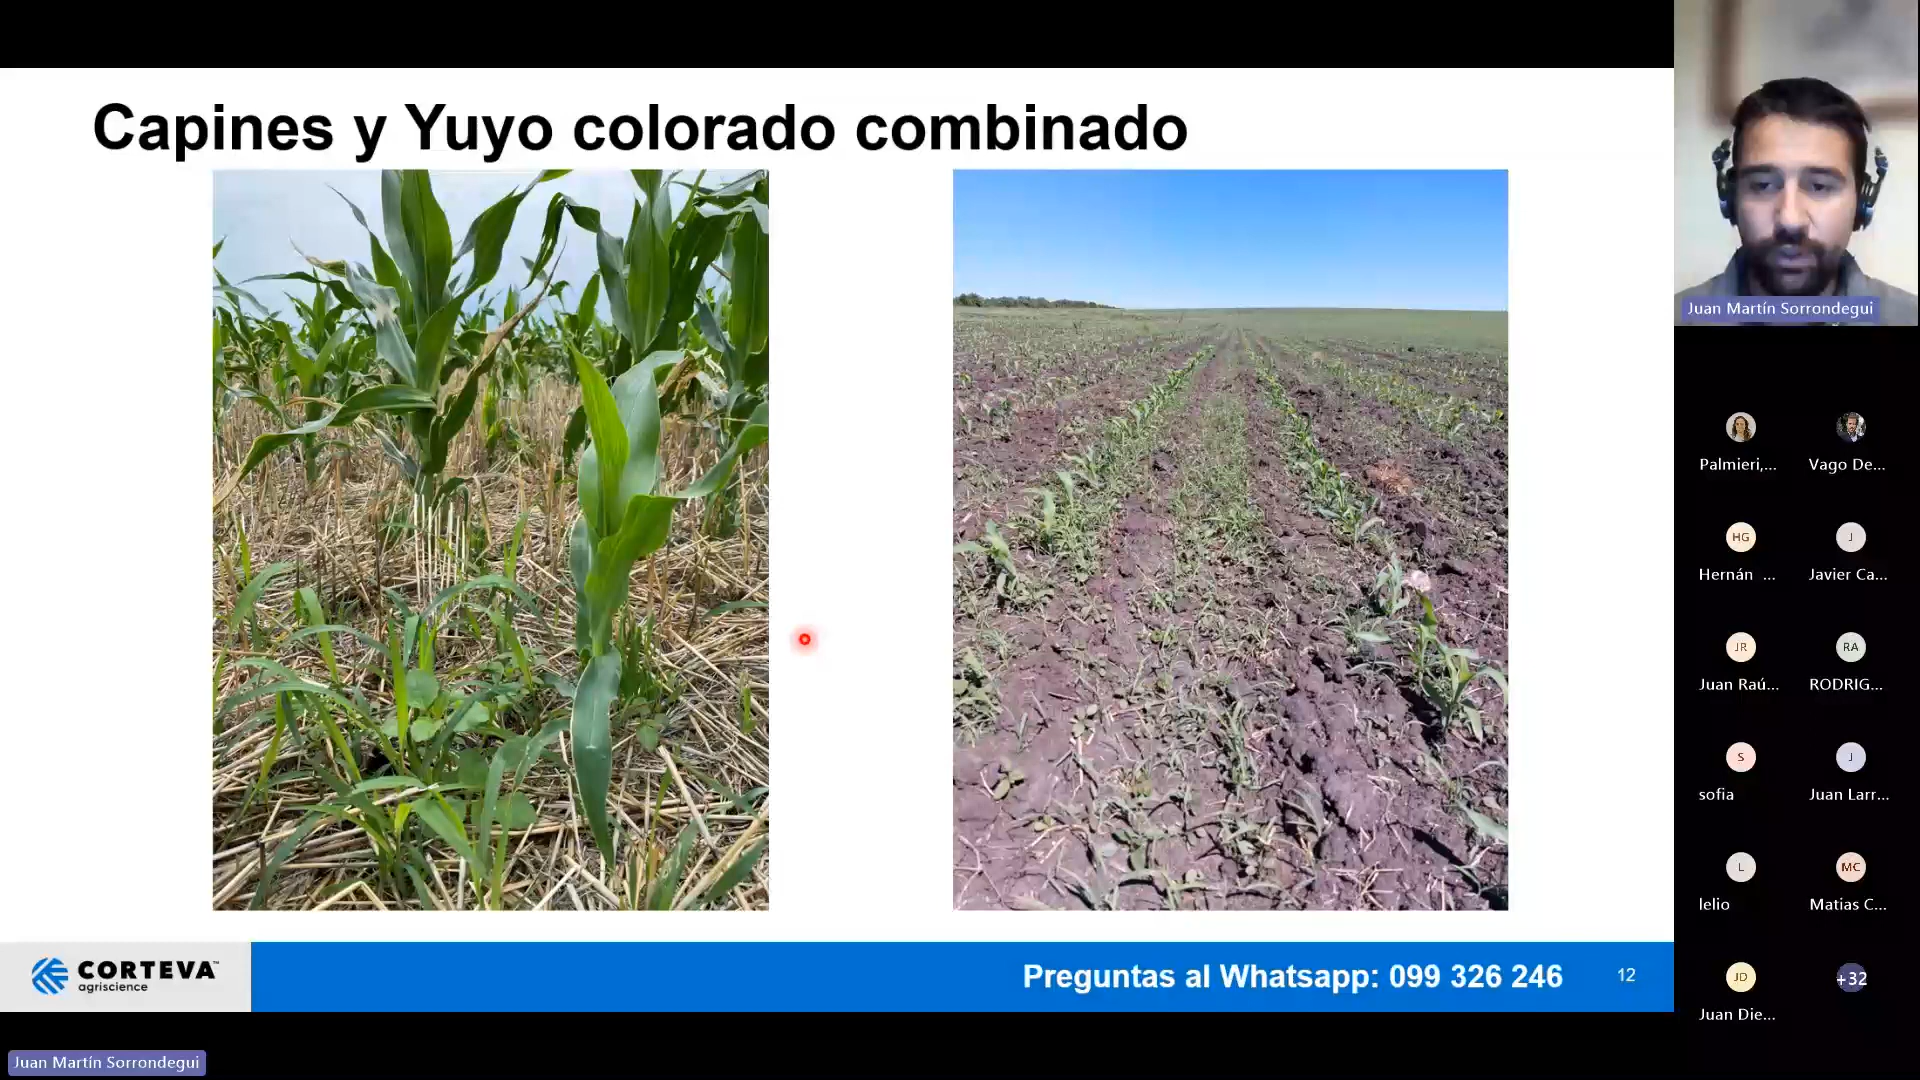 Capines y Yuyo colorado combinado
Juan Martín Sorrondegui
Palmieri,...
Vago De...
HG
J
Hernán ...
Javier Ca...
JR
RA
Juan Raú...
RODRIG...
S
J
sofia
Juan Larr...
L
MC
lelio
Matias C...
JD
+32
Juan Die...
CORTEVA™
agriscience
Preguntas al Whatsapp: 099 326 246
12
Juan Martín Sorrondegui